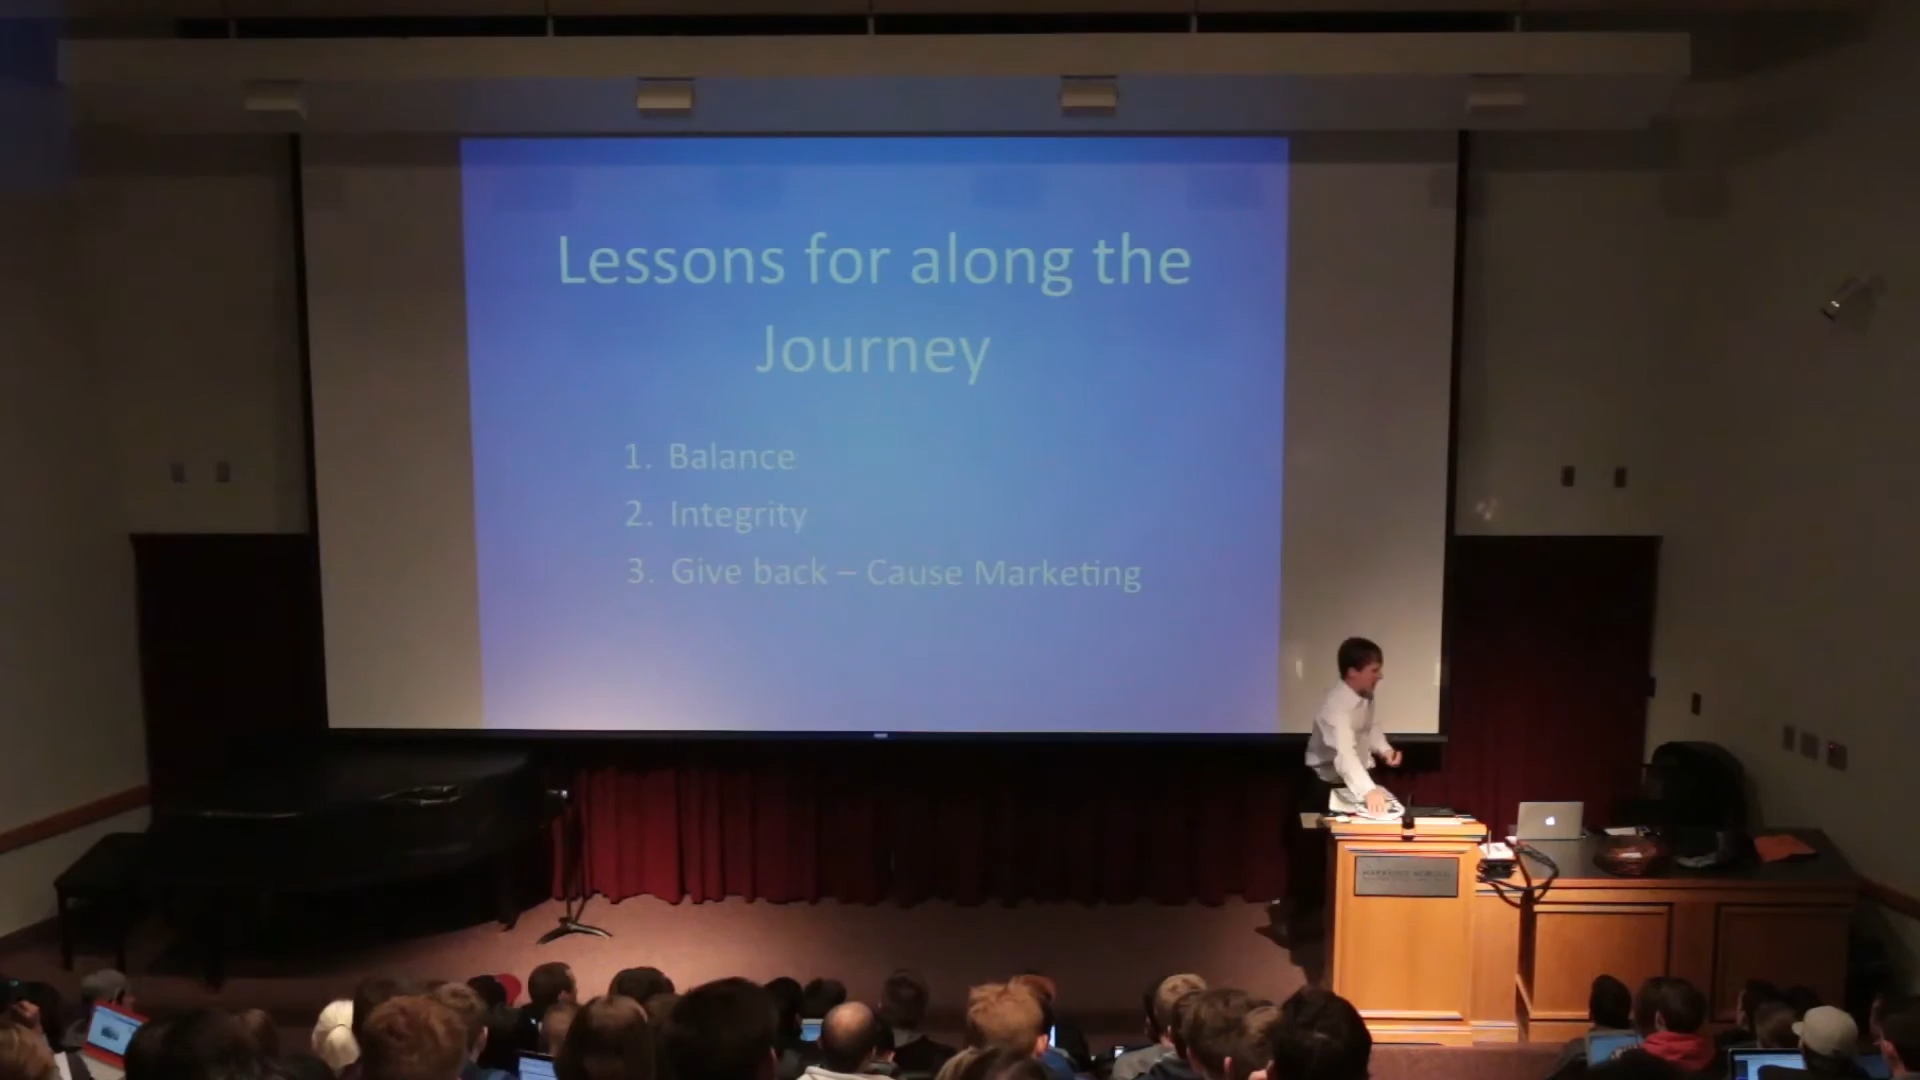 Lessons for along the
Journey
1. Balance
2. Integrity
3. Give back – Cause Marketing